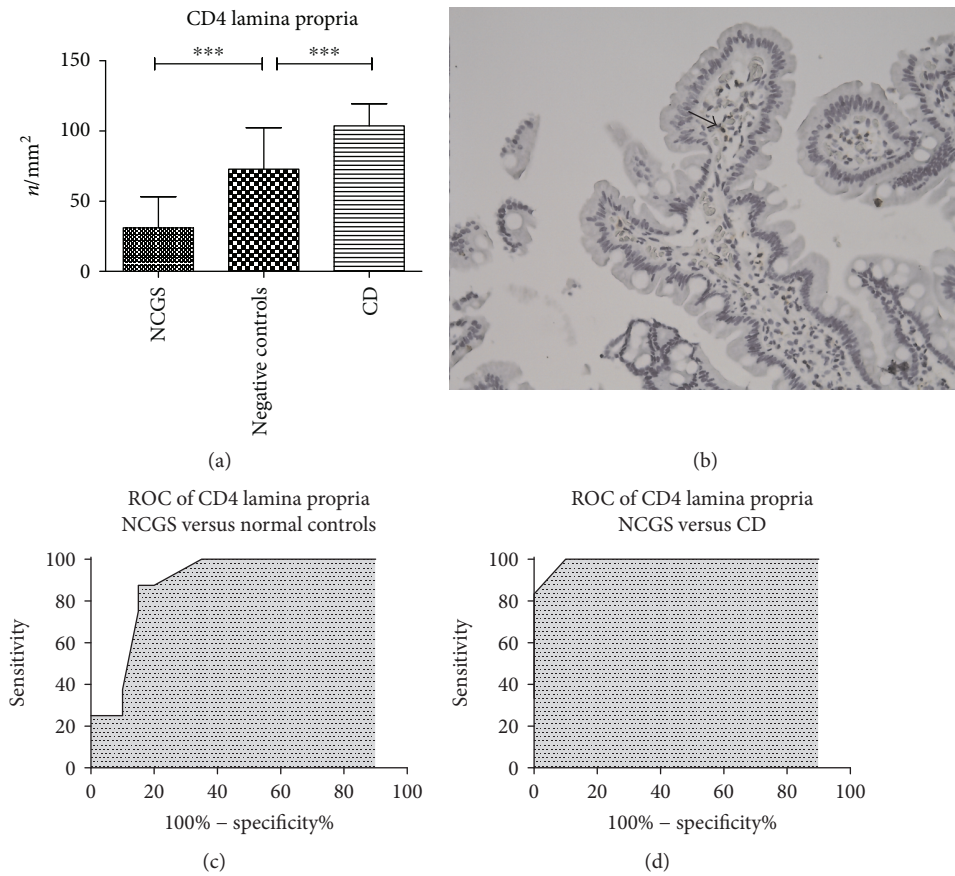 CD4 lamina propria
*** ***
150
100
50
0
n/mm²
NCGS
Negative controls
CD
(a)
(b)
ROC of CD4 lamina propria
NCGS versus normal controls
100
80
60
40
20
0
Sensitivity
0 20 40 60 80 100
100% − specificity%
(c)
ROC of CD4 lamina propria
NCGS versus CD
100
80
60
40
20
0
Sensitivity
0 20 40 60 80 100
100% − specificity%
(d)